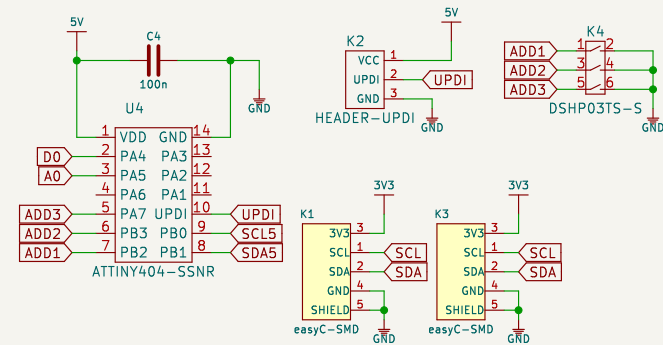 5V
C4
100n
GND
U4
1 VDD GND 14
D0 2 PA4 PA3 13
A0 3 PA5 PA2 12
4 PA6 PA1 11
ADD3 5 PA7 UPDI 10 UPDI
ADD2 6 PB3 PB0 9 SCL5
ADD1 7 PB2 PB1 8 SDA5
ATTINY404-SSNR
5V
K2
VCC 1
UPDI 2 UPDI
GND 3
HEADER-UPDI
GND
K4
ADD1 1 2
ADD2 3 4
ADD3 5 6
DSHP03TS-S
GND
3V3
K1
3V3 3
SCL 1 SCL
SDA 2 SDA
GND 4
SHIELD 5
easyC-SMD
GND
3V3
K3
3V3 3
SCL 1 SCL
SDA 2 SDA
GND 4
SHIELD 5
easyC-SMD
GND